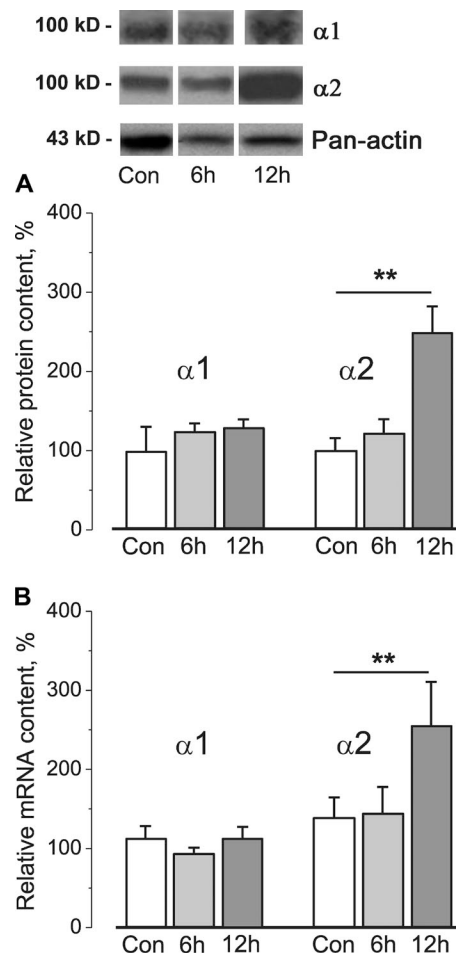 100 kD - α1
100 kD - α2
43 kD - Pan-actin
Con 6h 12h
A
Relative protein content, %
400
300
200
100
0
**
α1 α2
Con 6h 12h Con 6h 12h
B
Relative mRNA content, %
400
300
200
100
0
**
α1 α2
Con 6h 12h Con 6h 12h